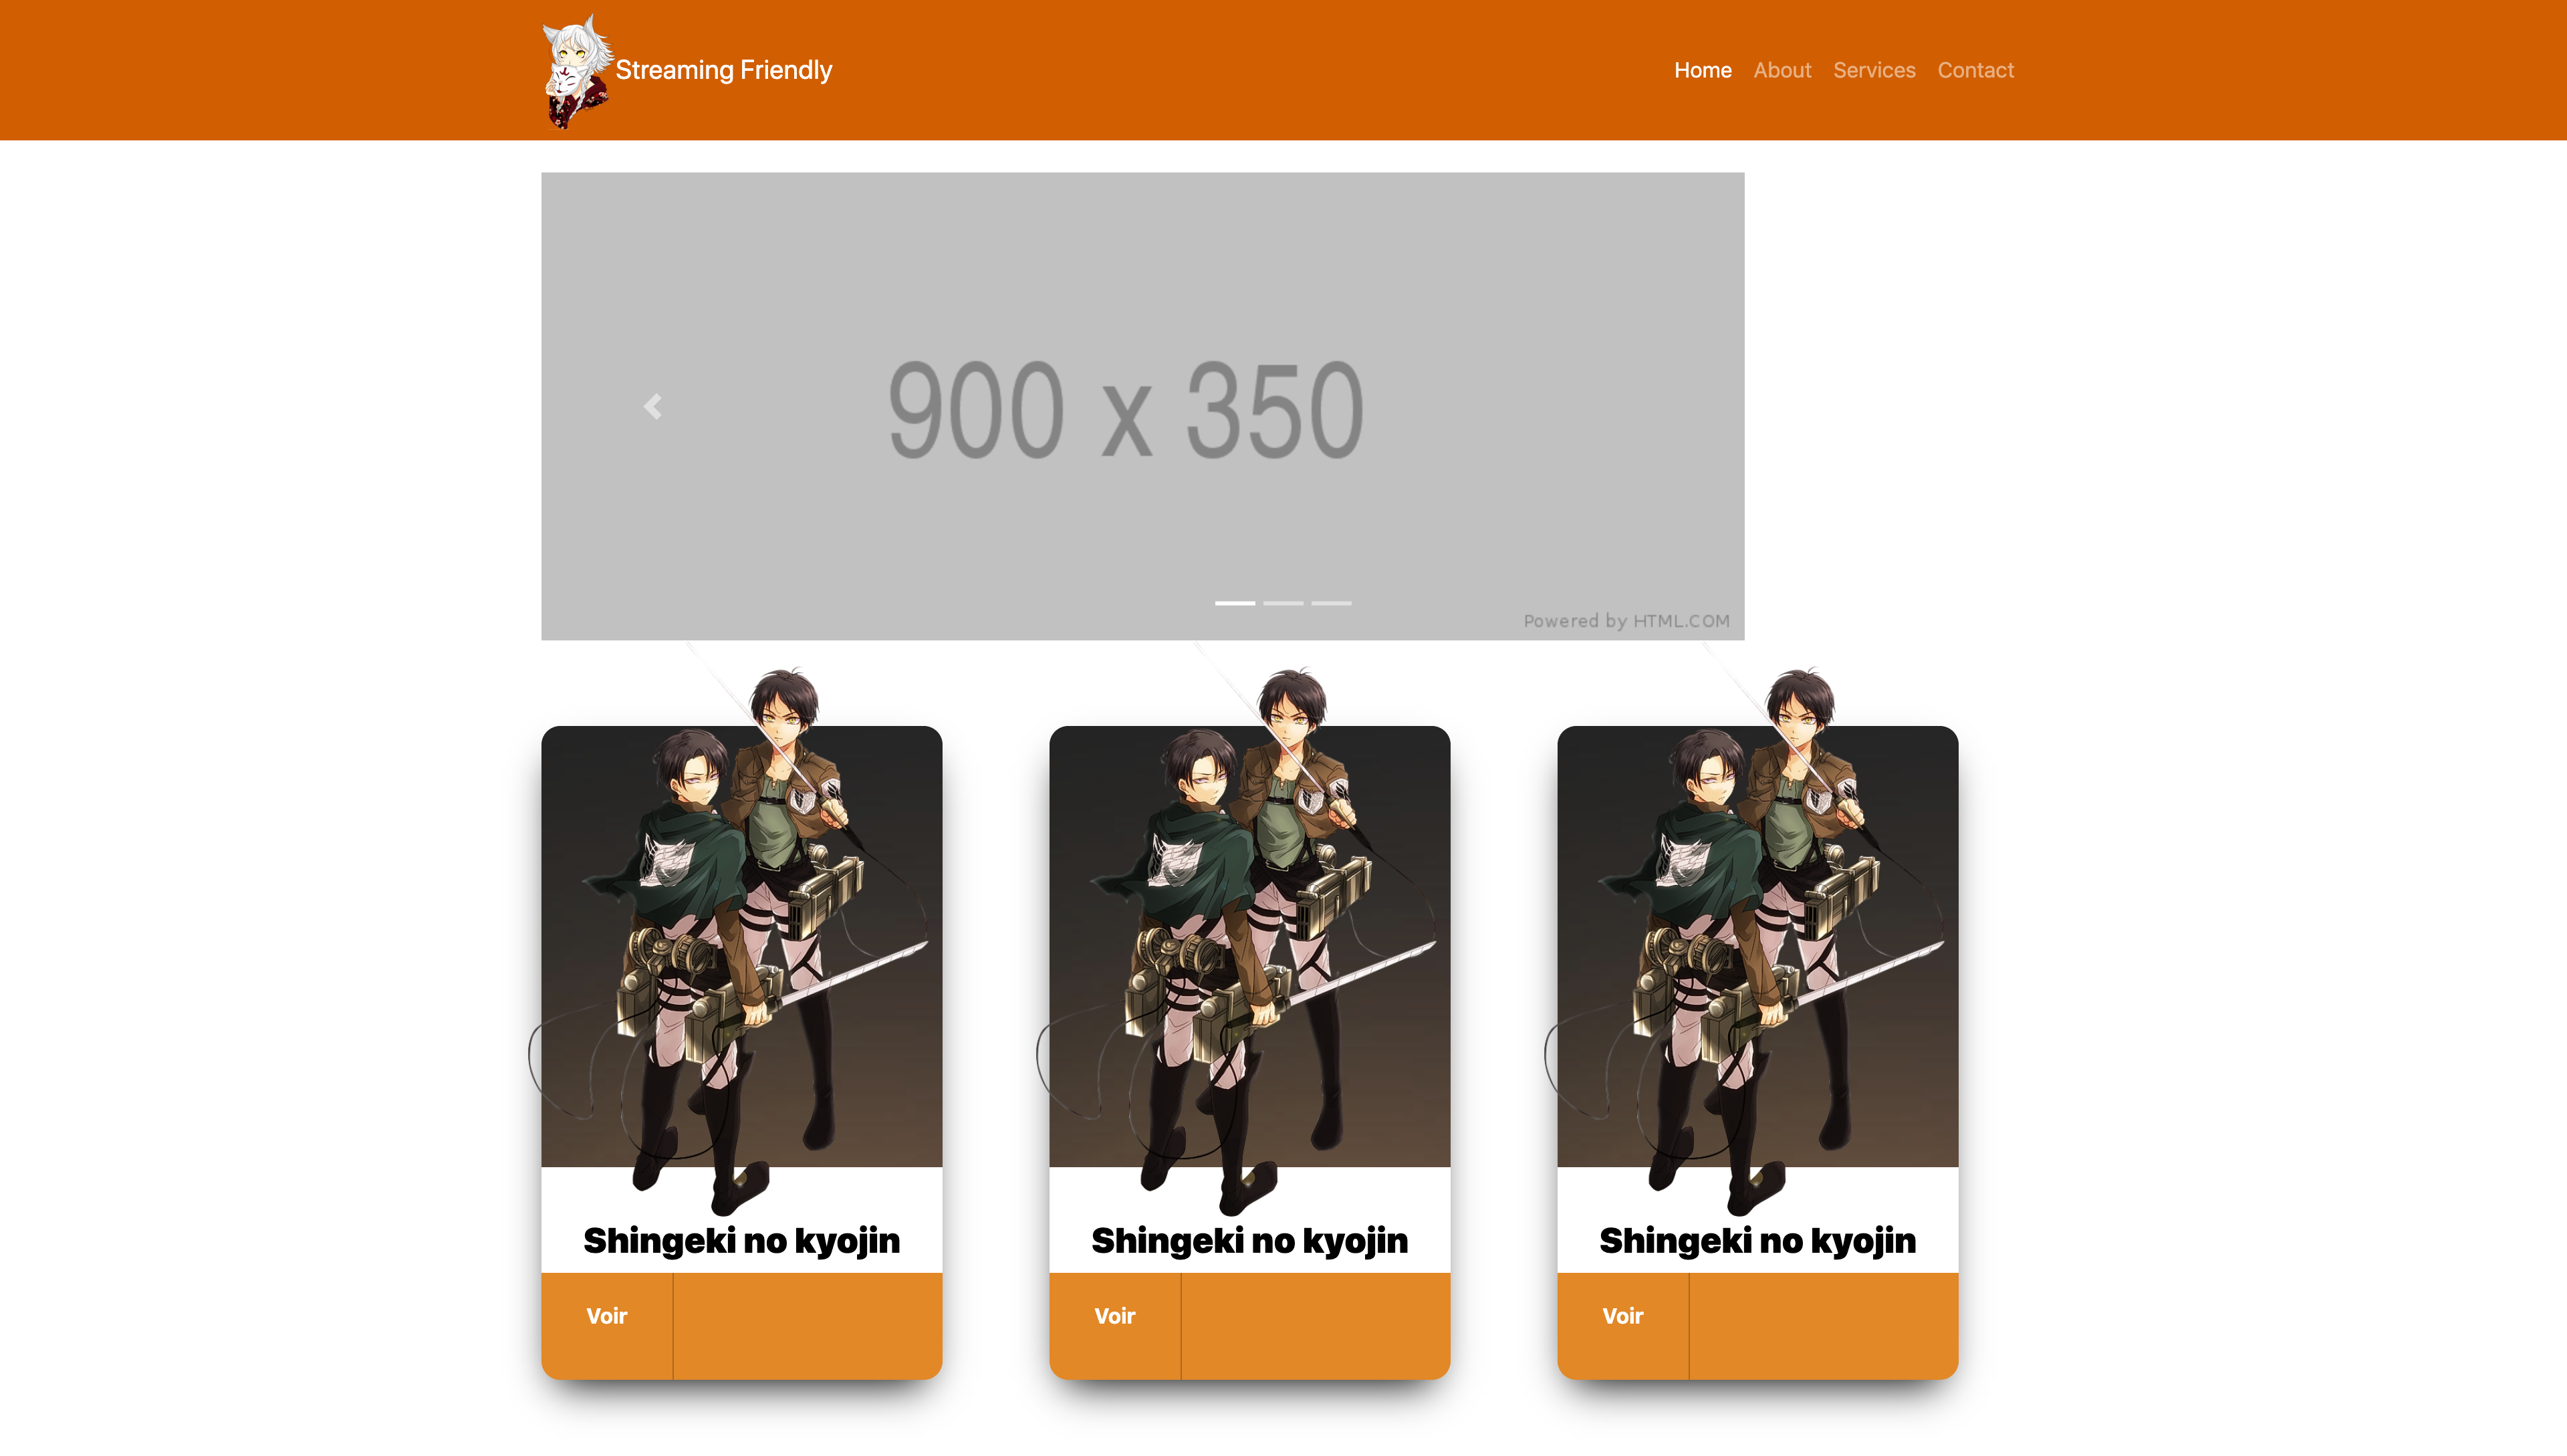 Streaming Friendly
Home About Services Contact
900 x 350
Powered by HTML.COM
Shingeki no kyojin Shingeki no kyojin Shingeki no kyojin
Voir Voir Voir